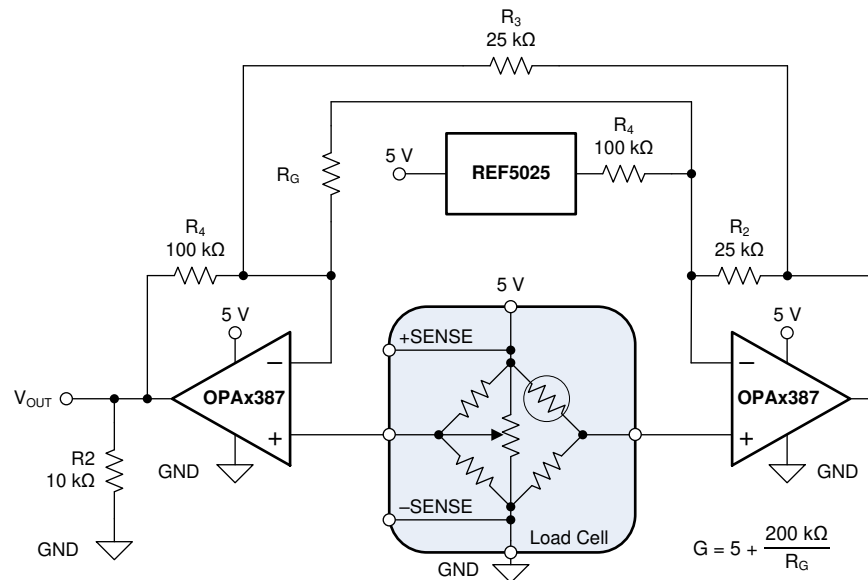 R3
25 kΩ
R4
100 kΩ
5 V
REF5025
RG
R4
100 kΩ
R2
25 kΩ
5 V
5 V
5 V
+SENSE
OPAx387
OPAx387
VOUT
R2
10 kΩ
GND
GND
–SENSE
Load Cell
GND
GND
GND
G = 5 + 200 kΩ / RG